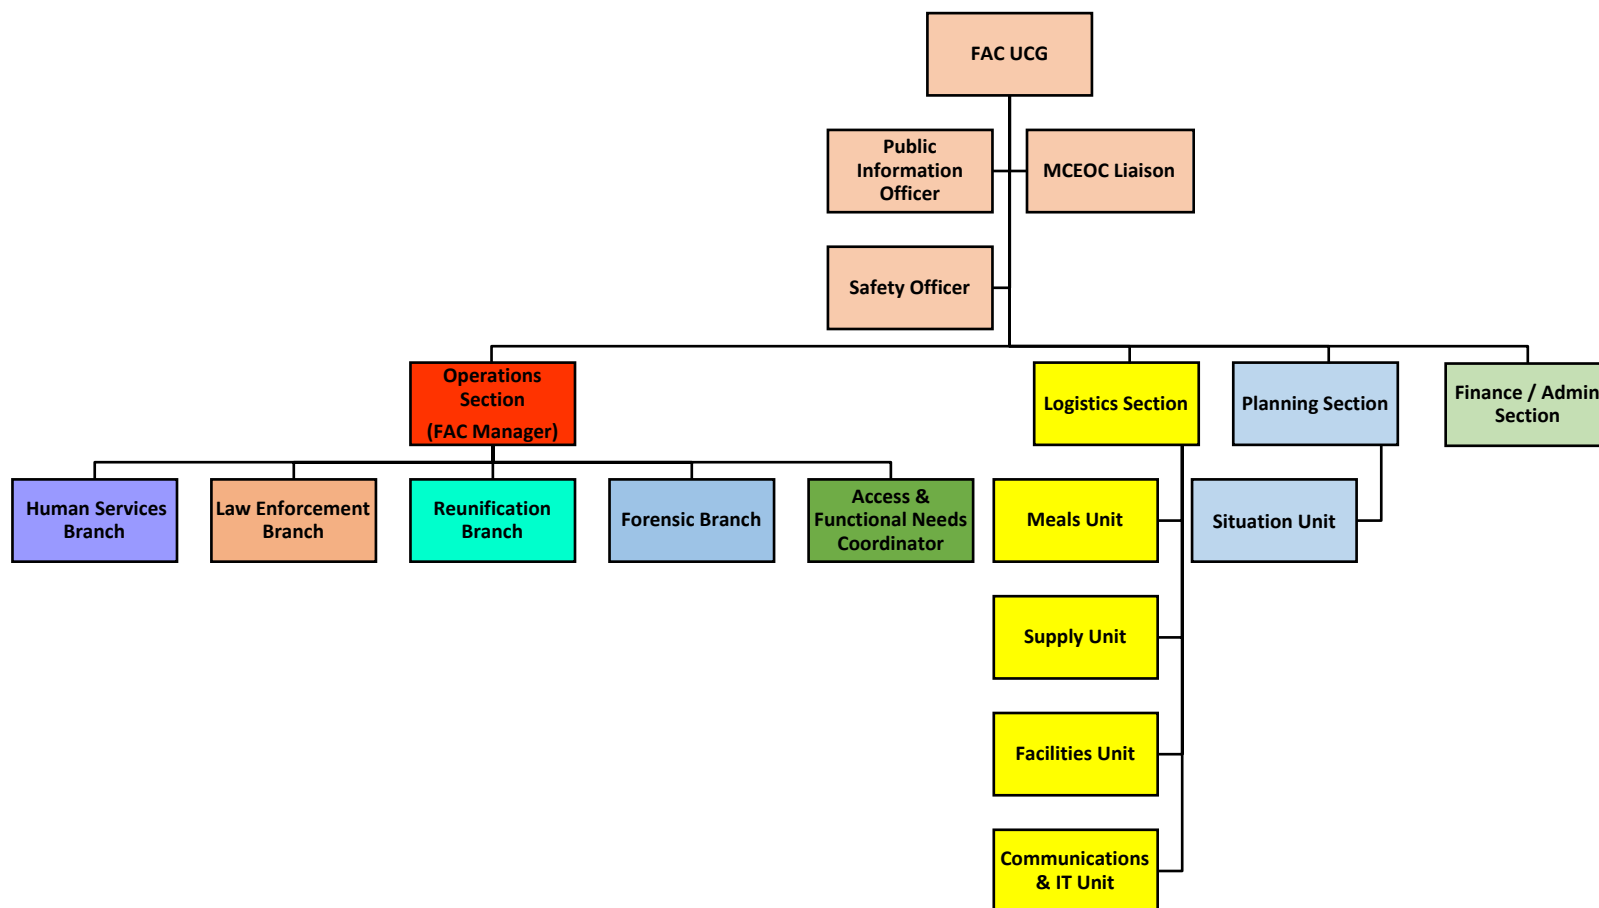 FAC UCG
Public
Information
Officer
MCEOC Liaison
Safety Officer
Operations
Section
(FAC Manager)
Logistics Section
Planning Section
Finance / Admin
Section
Human Services
Branch
Law Enforcement
Branch
Reunification
Branch
Forensic Branch
Access &
Functional Needs
Coordinator
Meals Unit
Situation Unit
Supply Unit
Facilities Unit
Communications
& IT Unit